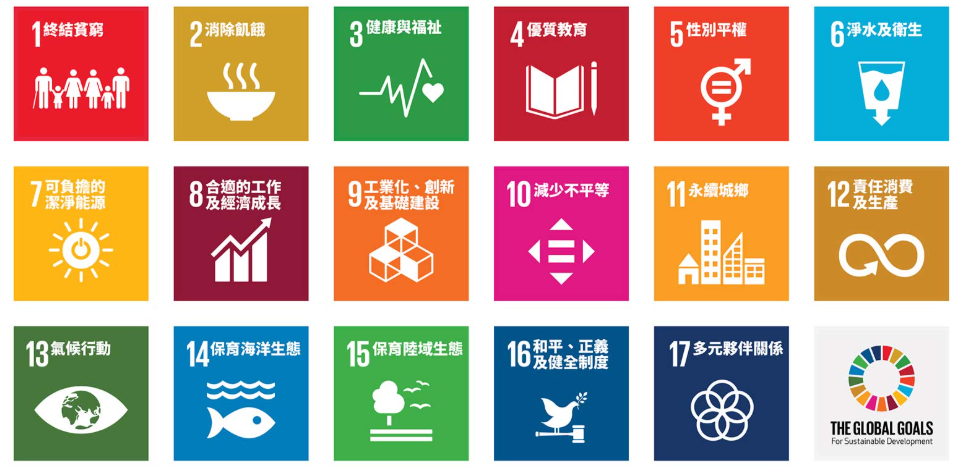 1 終結貧窮
2 消除飢餓
3 健康與福祉
4 優質教育
5 性別平權
6 淨水及衛生
7 可負擔的
潔淨能源
8 合適的工作
及經濟成長
9 工業化、創新
及基礎建設
10 減少不平等
11 永續城鄉
12 責任消費
及生產
13 氣候行動
14 保育海洋生態
15 保育陸域生態
16 和平、正義
及健全制度
17 多元夥伴關係
THE GLOBAL GOALS
For Sustainable Development